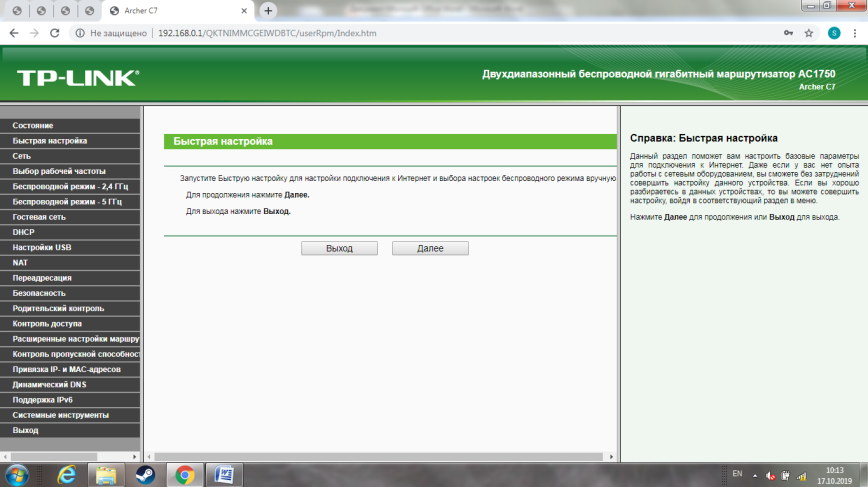 Archer C7
Не защищено | 192.168.0.1/QKTNIMMCGEIWDBTC/userRpm/Index.htm
S
TP-LINK®
Двухдиапазонный беспроводной гигабитный маршрутизатор AC1750
Archer C7
Состояние
Быстрая настройка
Сеть
Выбор рабочей частоты
Беспроводной режим - 2,4 ГГц
Беспроводной режим - 5 ГГц
Гостевая сеть
DHCP
Настройки USB
NAT
Переадресация
Безопасность
Родительский контроль
Контроль доступа
Расширенные настройки маршру
Контроль пропускной способност
Привязка IP- и MAC-адресов
Динамический DNS
Поддержка IPv6
Системные инструменты
Выход
Быстрая настройка
Запустите Быструю настройку для настройки подключения к Интернет и выбора настроек беспроводного режима вручную
Для продолжения нажмите Далее.
Для выхода нажмите Выход.
Выход
Далее
Справка: Быстрая настройка
Данный раздел поможет вам настроить базовые параметры
для подключения к Интернет. Даже если у вас нет опыта
работы с сетевым оборудованием, вы сможете без затруднений
совершить настройку данного устройства. Если вы хорошо
разбираетесь в данных устройствах, то вы можете совершить
настройку, войдя в соответствующий раздел в меню.
Нажмите Далее для продолжения или Выход для выхода.
EN
10:13
17.10.2019